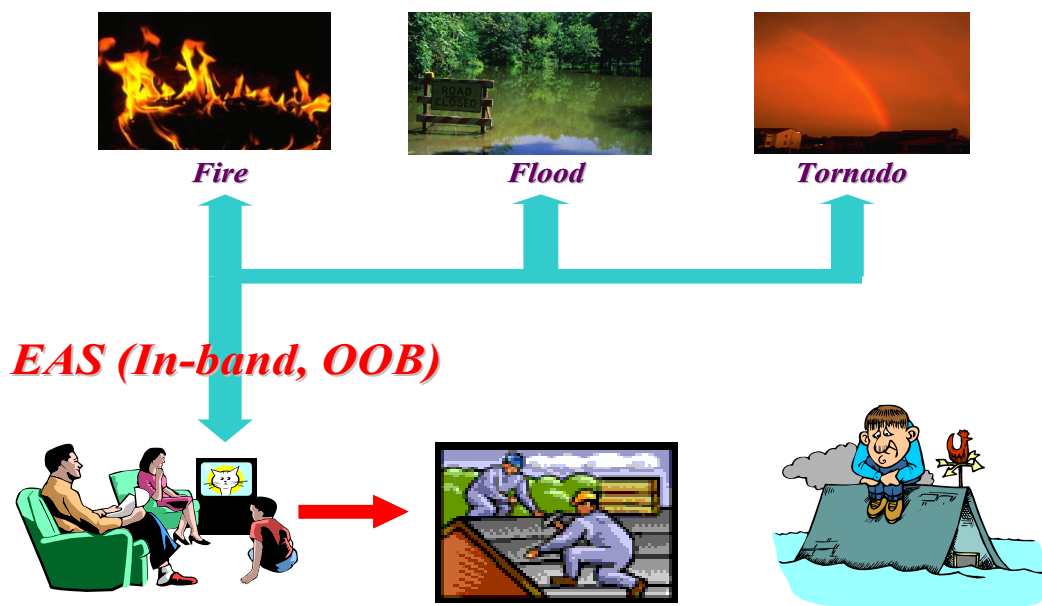 ROAD
CLOSED
Fire
Flood
Tornado
EAS (In-band, OOB)